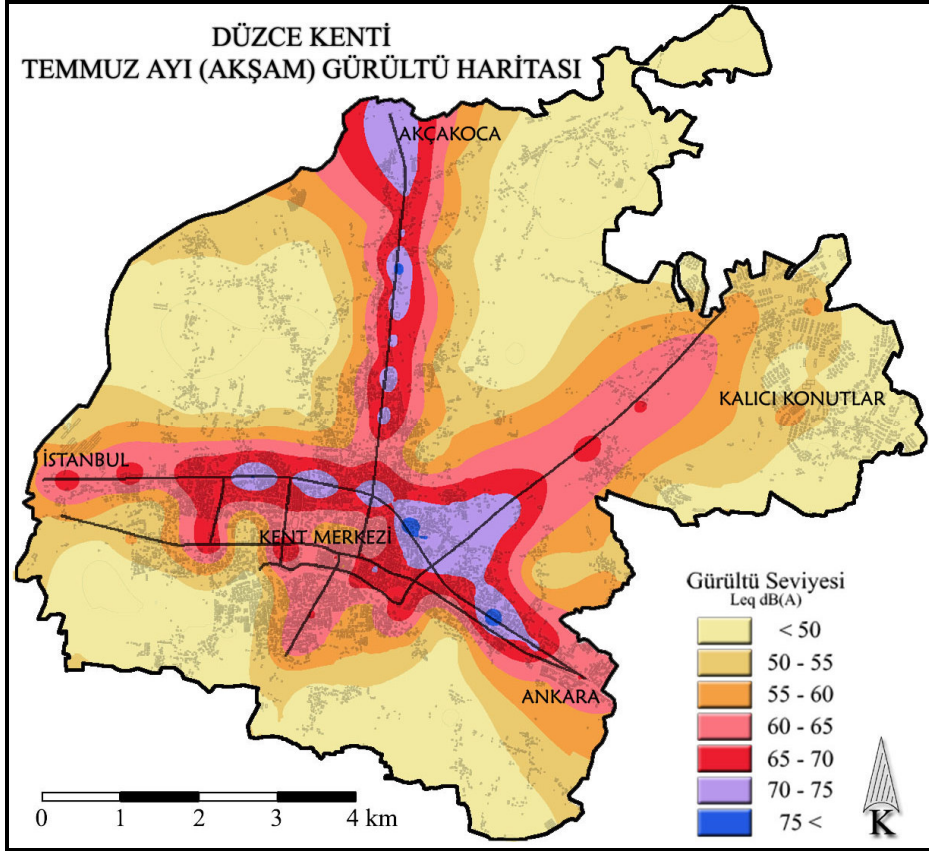 DÜZCE KENTİ
TEMMUZ AYI (AKŞAM) GÜRÜLTÜ HARİTASI
AKÇAKOCA
KALICI KONUTLAR
İSTANBUL
KENT MERKEZİ
ANKARA
Gürültü Seviyesi
Leq dB(A)
< 50
50 - 55
55 - 60
60 - 65
65 - 70
70 - 75
75 <
0 1 2 3 4 km
K